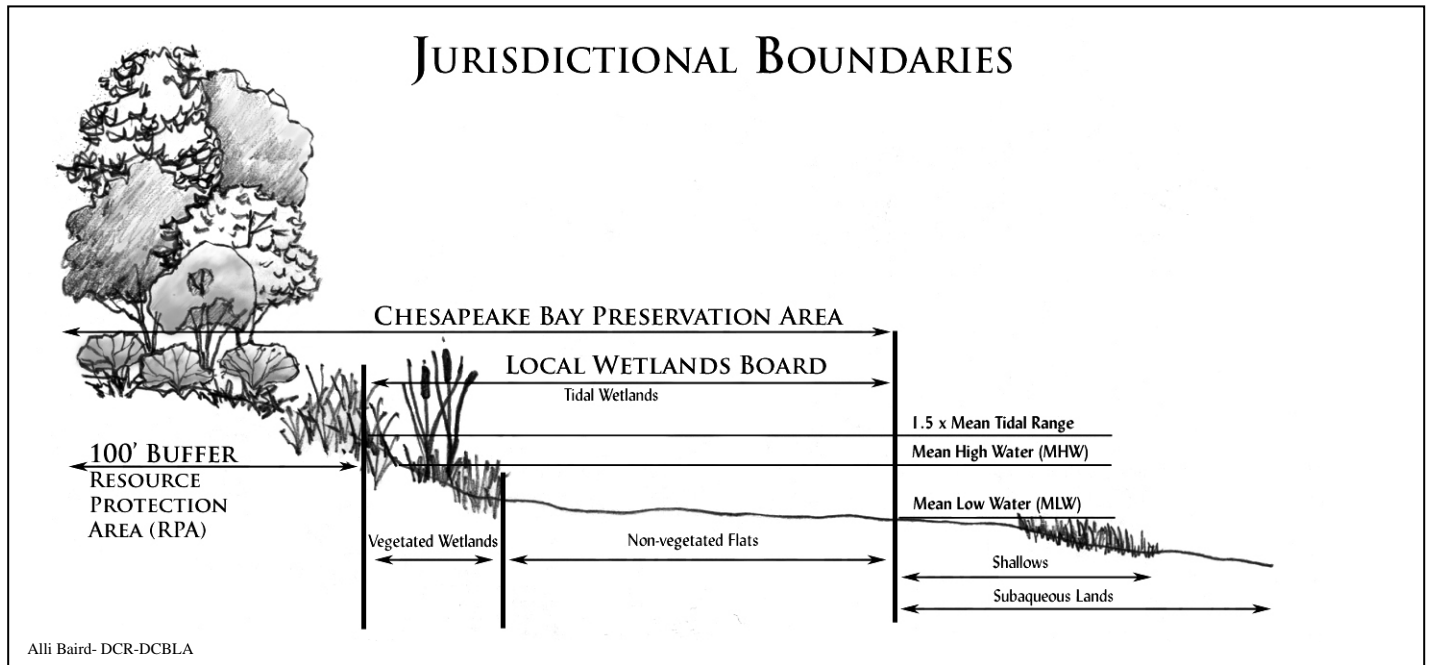 JURISDICTIONAL BOUNDARIES
CHESAPEAKE BAY PRESERVATION AREA
LOCAL WETLANDS BOARD
Tidal Wetlands
1.5 x Mean Tidal Range
Mean High Water (MHW)
Mean Low Water (MLW)
100' BUFFER
RESOURCE
PROTECTION
AREA (RPA)
Vegetated Wetlands
Non-vegetated Flats
Shallows
Subaqueous Lands
Alli Baird- DCR-DCBLA